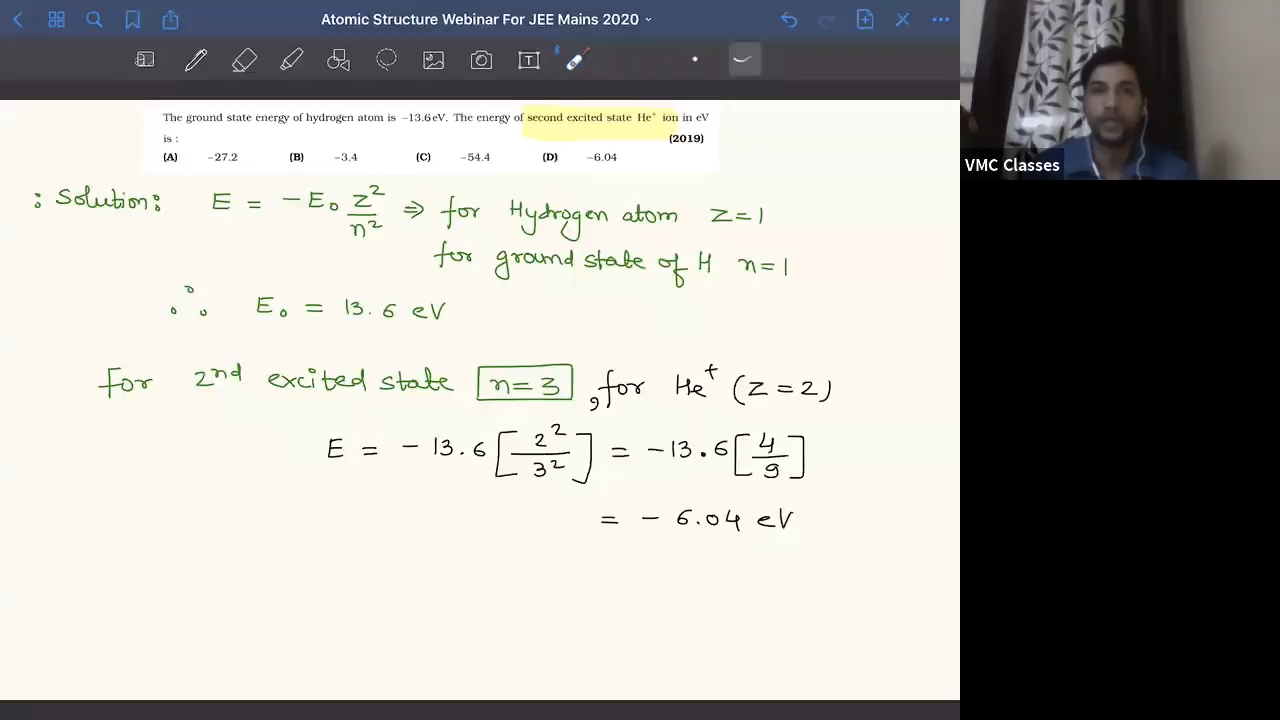 Atomic Structure Webinar For JEE Mains 2020
T
The ground state energy of hydrogen atom is −13.6 eV. The energy of second excited state He⁺ ion in eV
is :
(2019)
(A) −27.2 (B) −3.4 (C) −54.4 (D) −6.04
VMC Classes
: Solution: E = −E₀ Z²/n² ⇒ for Hydrogen atom Z=1
for ground state of H n=1
∴ E₀ = 13.6 eV
For 2nd excited state n=3 , for He⁺ (Z=2)
E = −13.6 [2²/3²] = −13.6 [4/9]
= −6.04 eV